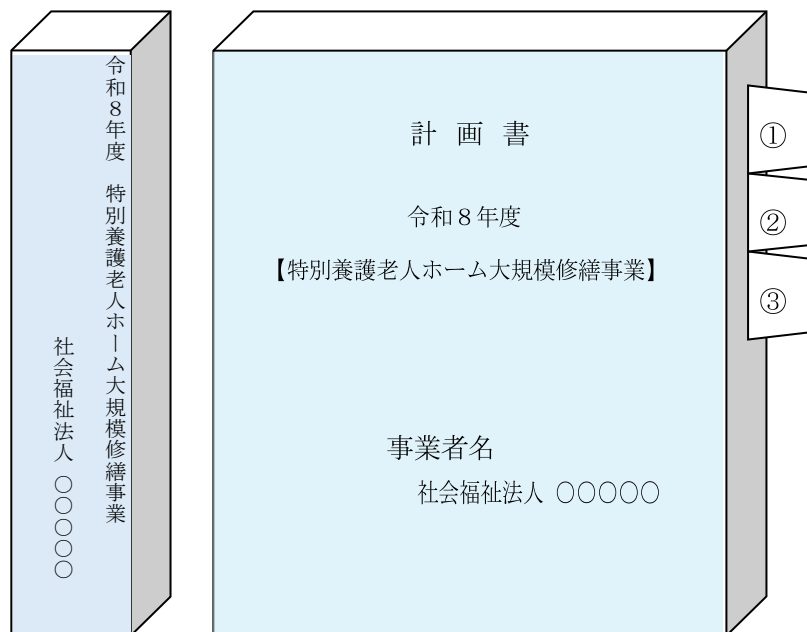 令和８年度　特別養護老人ホーム大規模修繕事業
社会福祉法人 〇〇〇〇〇
計 画 書
令和８年度
【特別養護老人ホーム大規模修繕事業】
事業者名
社会福祉法人 〇〇〇〇〇
①
②
③